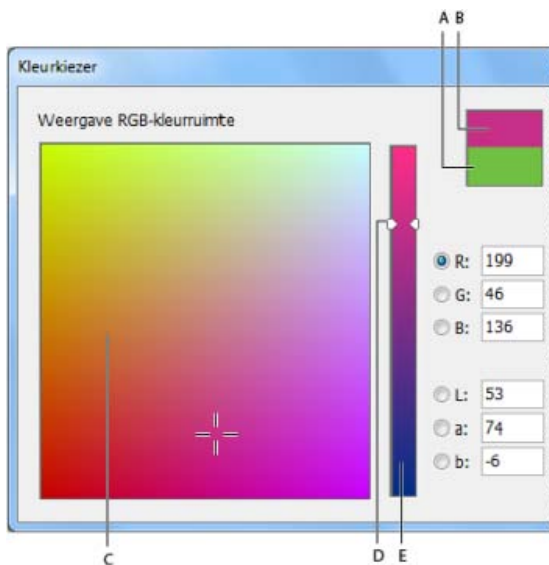 A B
Kleurkiezer
Weergave RGB-kleurruimte
R: 199
G: 46
B: 136
L: 53
a: 74
b: -6
C D E